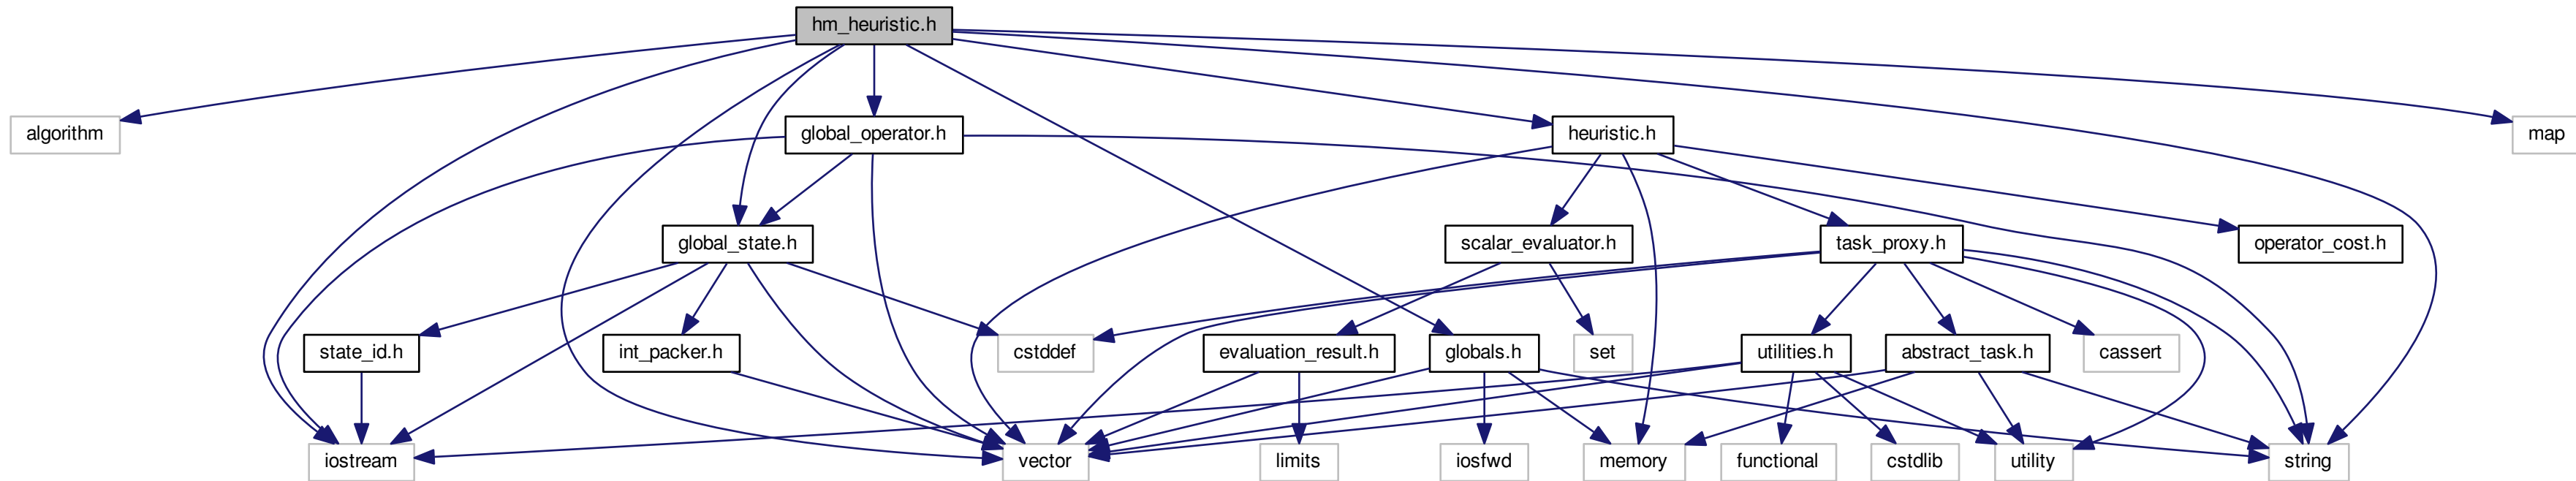 hm_heuristic.h
algorithm
global_operator.h
heuristic.h
map
global_state.h
scalar_evaluator.h
task_proxy.h
operator_cost.h
state_id.h
int_packer.h
cstddef
evaluation_result.h
globals.h
set
utilities.h
abstract_task.h
cassert
iostream
vector
limits
iosfwd
memory
functional
cstdlib
utility
string